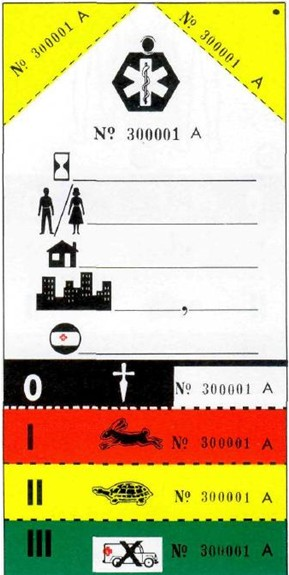 Nº 300001 A
Nº 300001 A
Nº 300001 A
,
0 Nº 300001 A
I Nº 300001 A
II Nº 300001 A
III Nº 300001 A